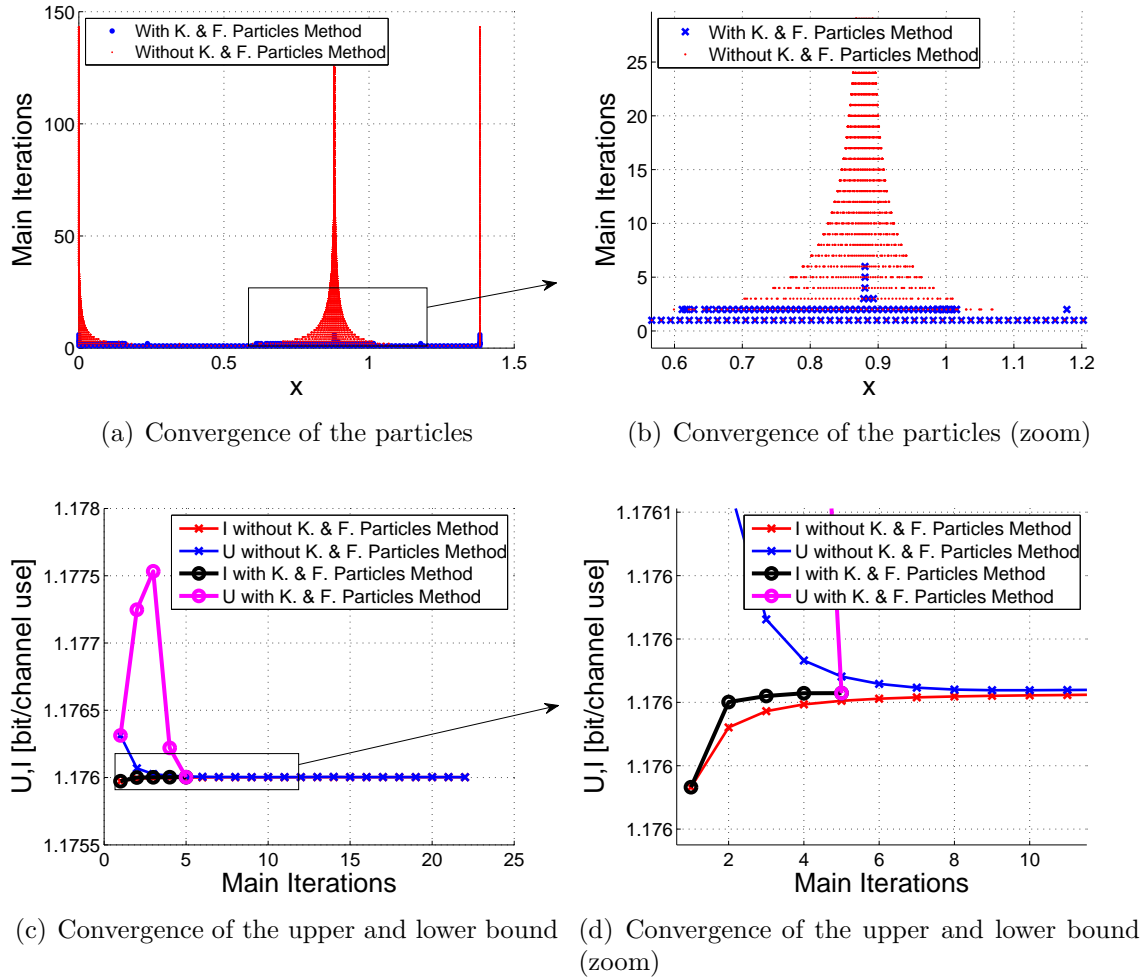 150
With K. & F. Particles Method
Without K. & F. Particles Method
100
50
0
Main Iterations
0
0.5
1
1.5
x
(a) Convergence of the particles
With K. & F. Particles Method
Without K. & F. Particles Method
25
20
15
10
5
0
Main Iterations
0.6
0.7
0.8
0.9
1
1.1
1.2
x
(b) Convergence of the particles (zoom)
1.178
I without K. & F. Particles Method
U without K. & F. Particles Method
I with K. & F. Particles Method
U with K. & F. Particles Method
1.1775
1.177
1.1765
1.176
1.1755
U,I [bit/channel use]
0
5
10
15
20
25
Main Iterations
(c) Convergence of the upper and lower bound
1.1761
I without K. & F. Particles Method
U without K. & F. Particles Method
I with K. & F. Particles Method
U with K. & F. Particles Method
1.176
1.176
1.176
1.176
1.176
U,I [bit/channel use]
2
4
6
8
10
Main Iterations
(d) Convergence of the upper and lower bound
(zoom)